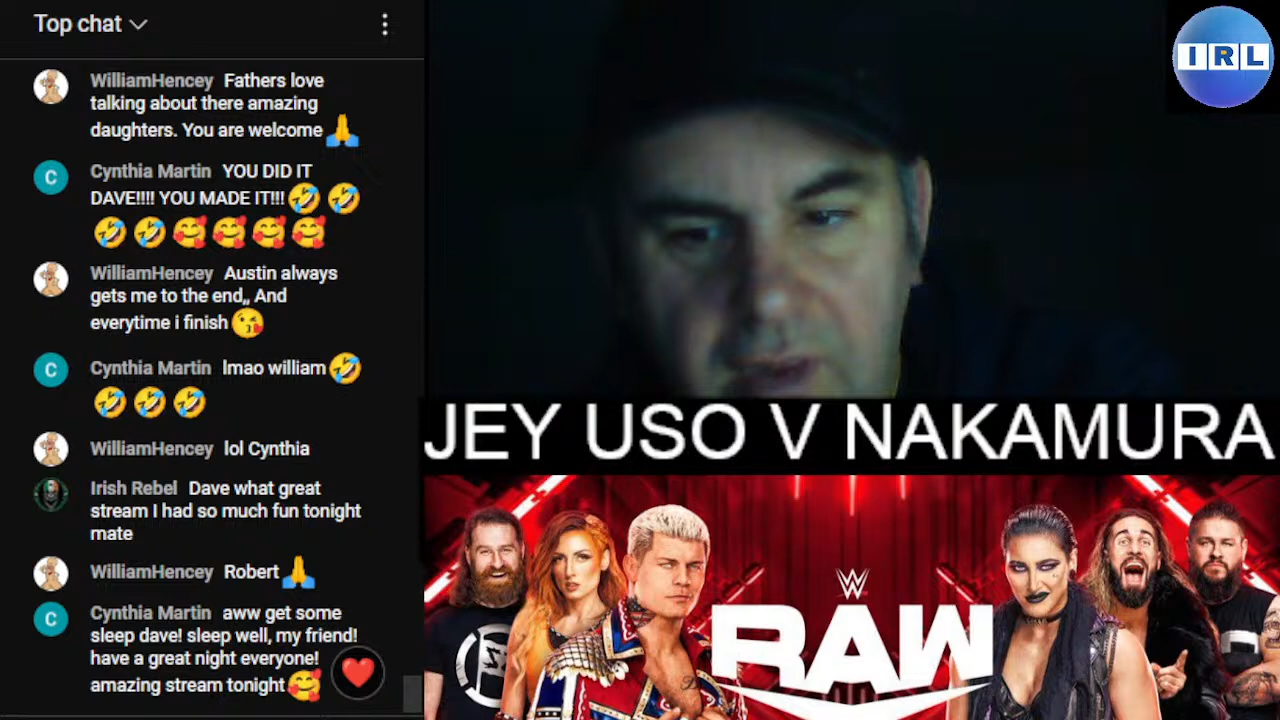 Top chat
WilliamHencey Fathers love
talking about there amazing
daughters. You are welcome
C
Cynthia Martin YOU DID IT
DAVE!!!! YOU MADE IT!!!
WilliamHencey Austin always
gets me to the end,, And
everytime i finish
C
Cynthia Martin lmao william
WilliamHencey lol Cynthia
Irish Rebel Dave what great
stream I had so much fun tonight
mate
WilliamHencey Robert
C
Cynthia Martin aww get some
sleep dave! sleep well, my friend!
have a great night everyone!
amazing stream tonight
IRL
JEY USO V NAKAMURA
W
RAW